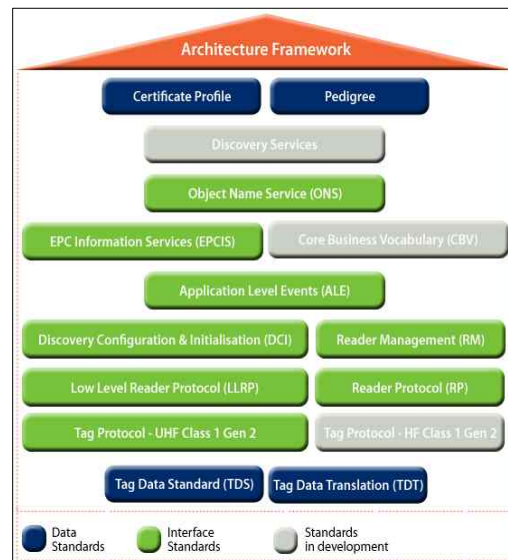 Architecture Framework
Certificate Profile
Pedigree
Discovery Services
Object Name Service (ONS)
EPC Information Services (EPCIS)
Core Business Vocabulary (CBV)
Application Level Events (ALE)
Discovery Configuration & Initialisation (DCI)
Reader Management (RM)
Low Level Reader Protocol (LLRP)
Reader Protocol (RP)
Tag Protocol - UHF Class 1 Gen 2
Tag Protocol - HF Class 1 Gen 2
Tag Data Standard (TDS)
Tag Data Translation (TDT)
Data
Standards
Interface
Standards
Standards
in development